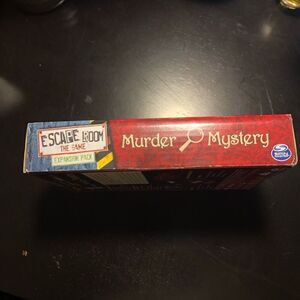 ESCAPE ROOM
THE GAME
EXPANSION PACK
Murder Mystery